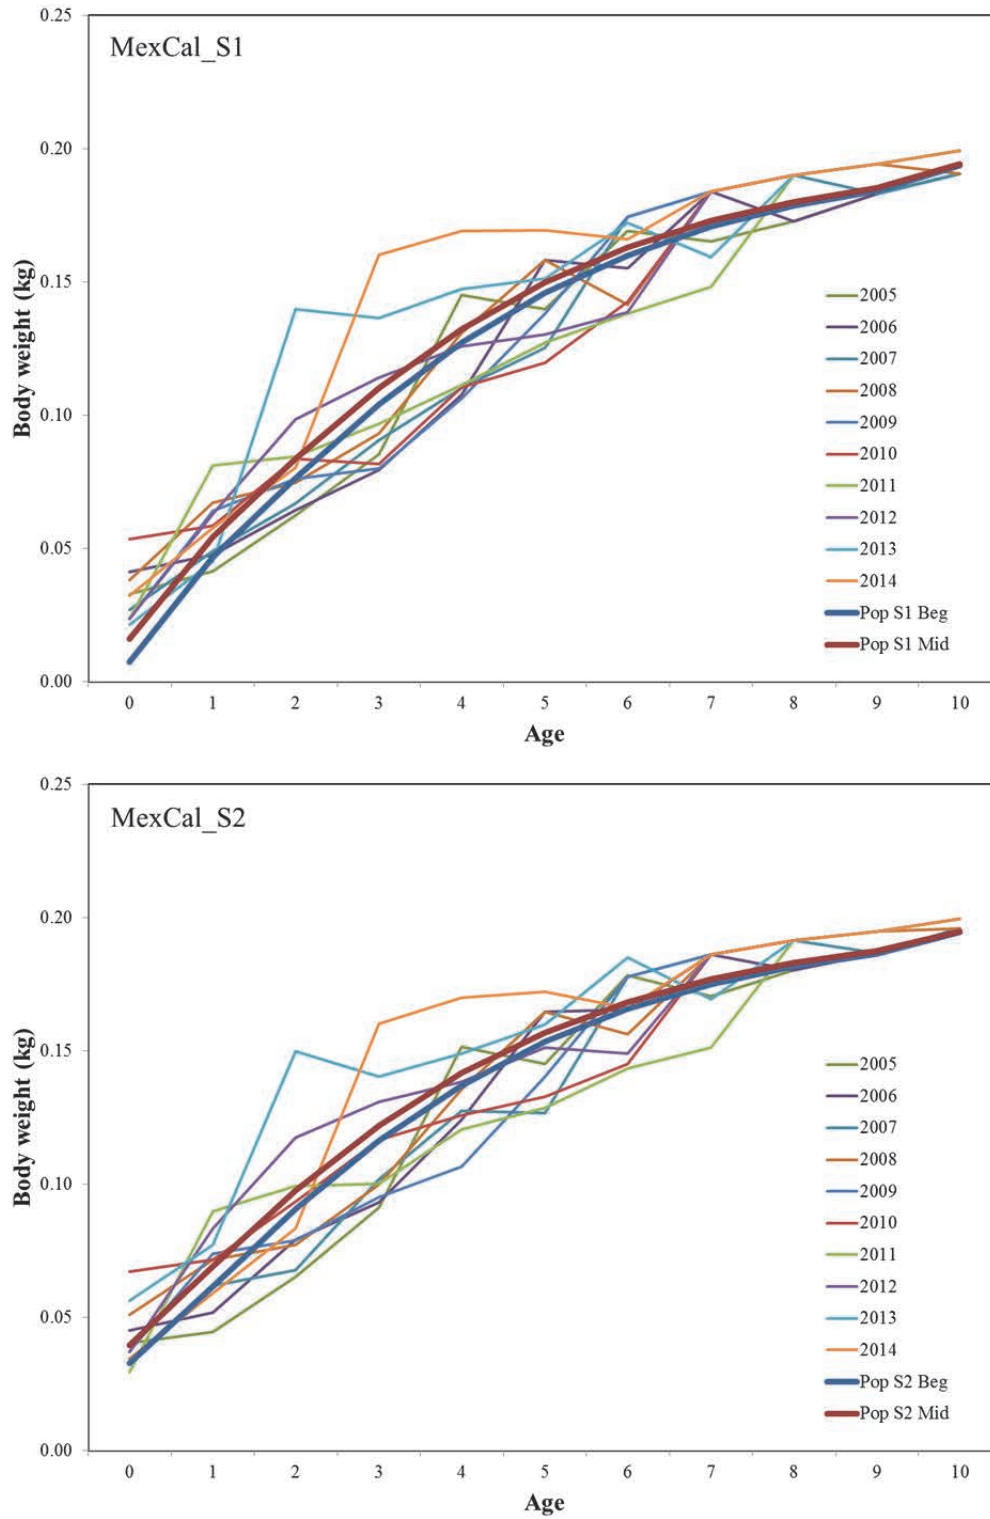 MexCal_S1
0.25
0.20
0.15
0.10
0.05
0.00
Body weight (kg)
0 1 2 3 4 5 6 7 8 9 10
Age
2005
2006
2007
2008
2009
2010
2011
2012
2013
2014
Pop S1 Beg
Pop S1 Mid
MexCal_S2
0.25
0.20
0.15
0.10
0.05
0.00
Body weight (kg)
0 1 2 3 4 5 6 7 8 9 10
Age
2005
2006
2007
2008
2009
2010
2011
2012
2013
2014
Pop S2 Beg
Pop S2 Mid